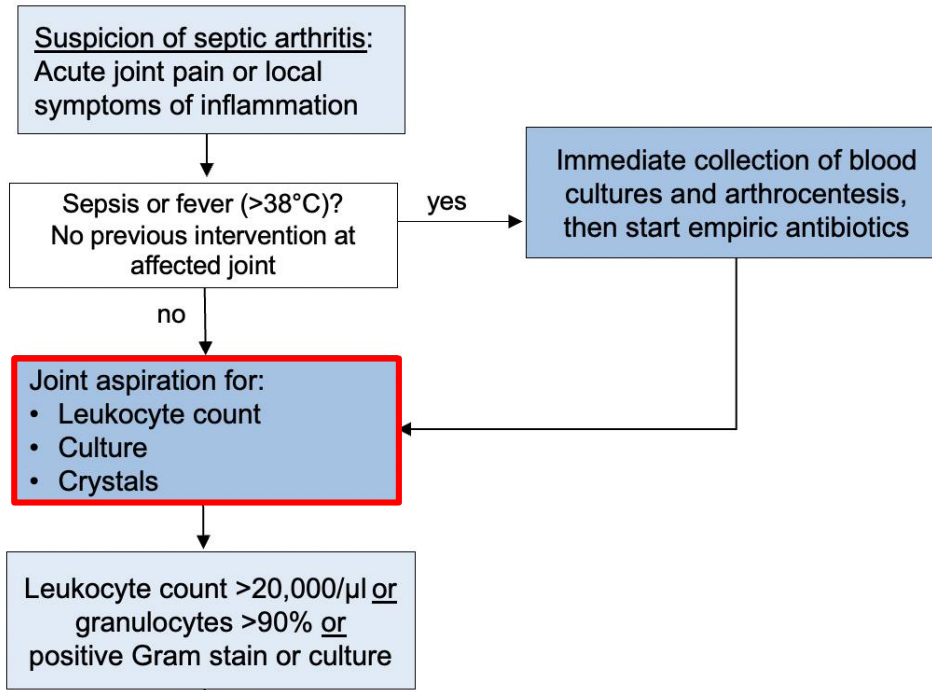 Suspicion of septic arthritis:
Acute joint pain or local
symptoms of inflammation
Sepsis or fever (>38°C)?
No previous intervention at
affected joint
yes
Immediate collection of blood
cultures and arthrocentesis,
then start empiric antibiotics
no
Joint aspiration for:
• Leukocyte count
• Culture
• Crystals
Leukocyte count >20,000/µl or
granulocytes >90% or
positive Gram stain or culture